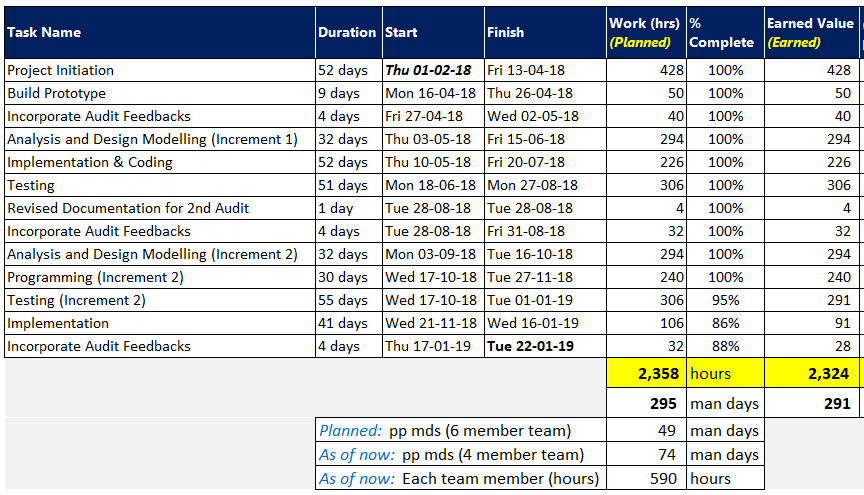 Task Name Duration Start Finish Work (hrs) (Planned) % Complete Earned Value (Earned)
Project Initiation 52 days Thu 01-02-18 Fri 13-04-18 428 100% 428
Build Prototype 9 days Mon 16-04-18 Thu 26-04-18 50 100% 50
Incorporate Audit Feedbacks 4 days Fri 27-04-18 Wed 02-05-18 40 100% 40
Analysis and Design Modelling (Increment 1) 32 days Thu 03-05-18 Fri 15-06-18 294 100% 294
Implementation & Coding 52 days Thu 10-05-18 Fri 20-07-18 226 100% 226
Testing 51 days Mon 18-06-18 Mon 27-08-18 306 100% 306
Revised Documentation for 2nd Audit 1 day Tue 28-08-18 Tue 28-08-18 4 100% 4
Incorporate Audit Feedbacks 4 days Tue 28-08-18 Fri 31-08-18 32 100% 32
Analysis and Design Modelling (Increment 2) 32 days Mon 03-09-18 Tue 16-10-18 294 100% 294
Programming (Increment 2) 30 days Wed 17-10-18 Tue 27-11-18 240 100% 240
Testing (Increment 2) 55 days Wed 17-10-18 Tue 01-01-19 306 95% 291
Implementation 41 days Wed 21-11-18 Wed 16-01-19 106 86% 91
Incorporate Audit Feedbacks 4 days Thu 17-01-19 Tue 22-01-19 32 88% 28
2,358 hours 2,324
295 man days 291
Planned: pp mds (6 member team) 49 man days
As of now: pp mds (4 member team) 74 man days
As of now: Each team member (hours) 590 hours